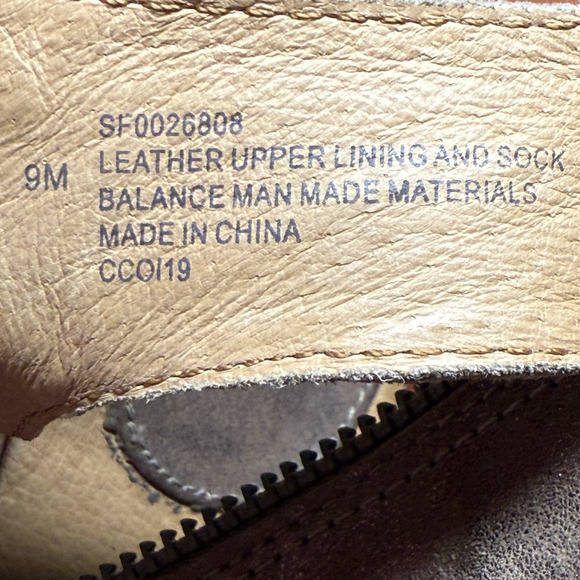 SF0026808
9M LEATHER UPPER LINING AND SOCK
BALANCE MAN MADE MATERIALS
MADE IN CHINA
CCOI19